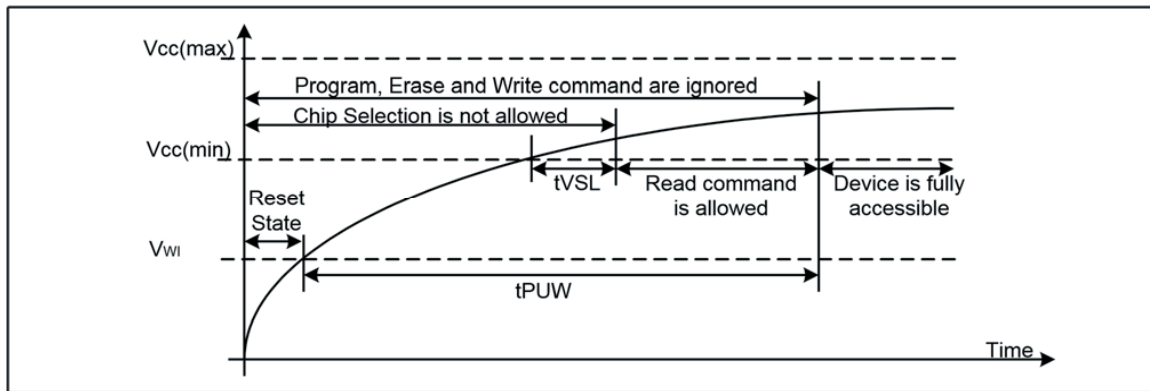 Vcc(max)
Program, Erase and Write command are ignored
Chip Selection is not allowed
Vcc(min)
tVSL
Read command
is allowed
Device is fully
accessible
Reset
State
VWI
tPUW
Time